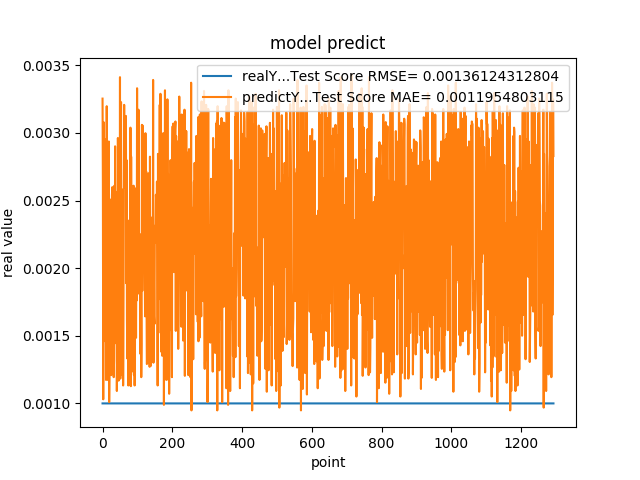 model predict
0.0035
realY...Test Score RMSE= 0.00136124312804
predictY...Test Score MAE= 0.0011954803115
0.0030
0.0025
real value
0.0020
0.0015
0.0010
0 200 400 600 800 1000 1200
point